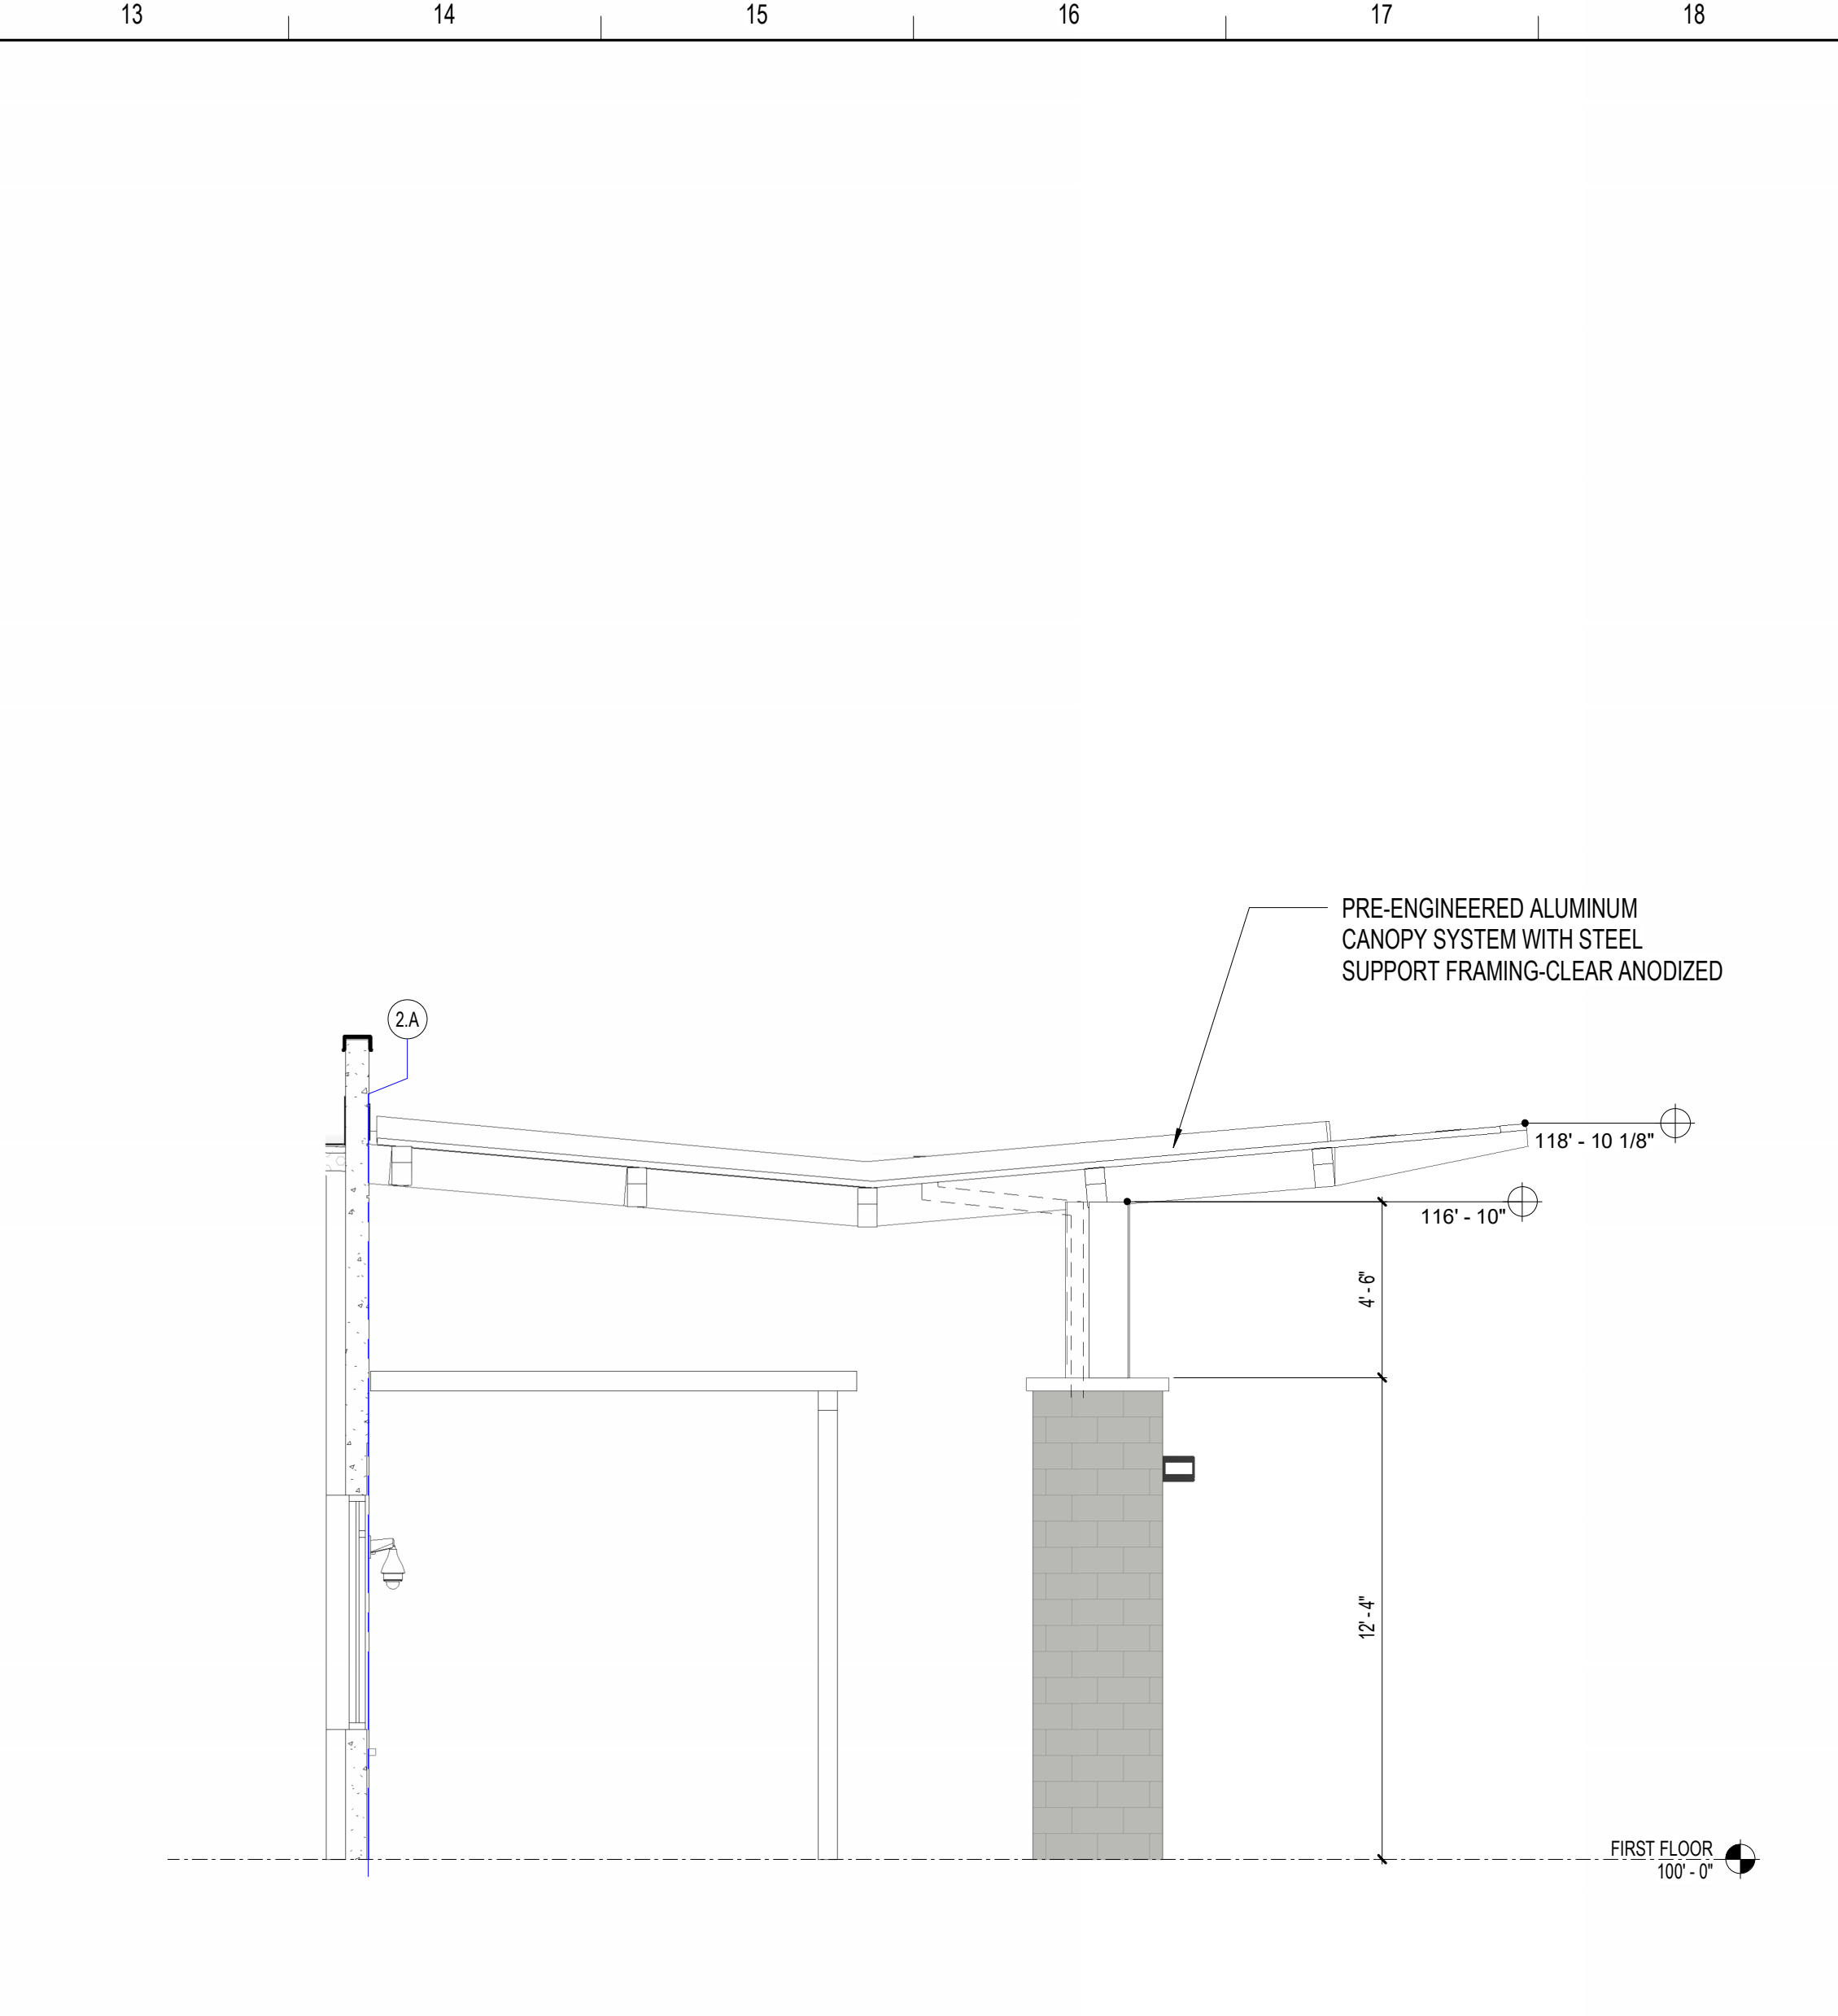 13 14 15 16 17 18
PRE-ENGINEERED ALUMINUM
CANOPY SYSTEM WITH STEEL
SUPPORT FRAMING-CLEAR ANODIZED
2.A
118' - 10 1/8"
116' - 10"
4' - 6"
12' - 4"
FIRST FLOOR
100' - 0"